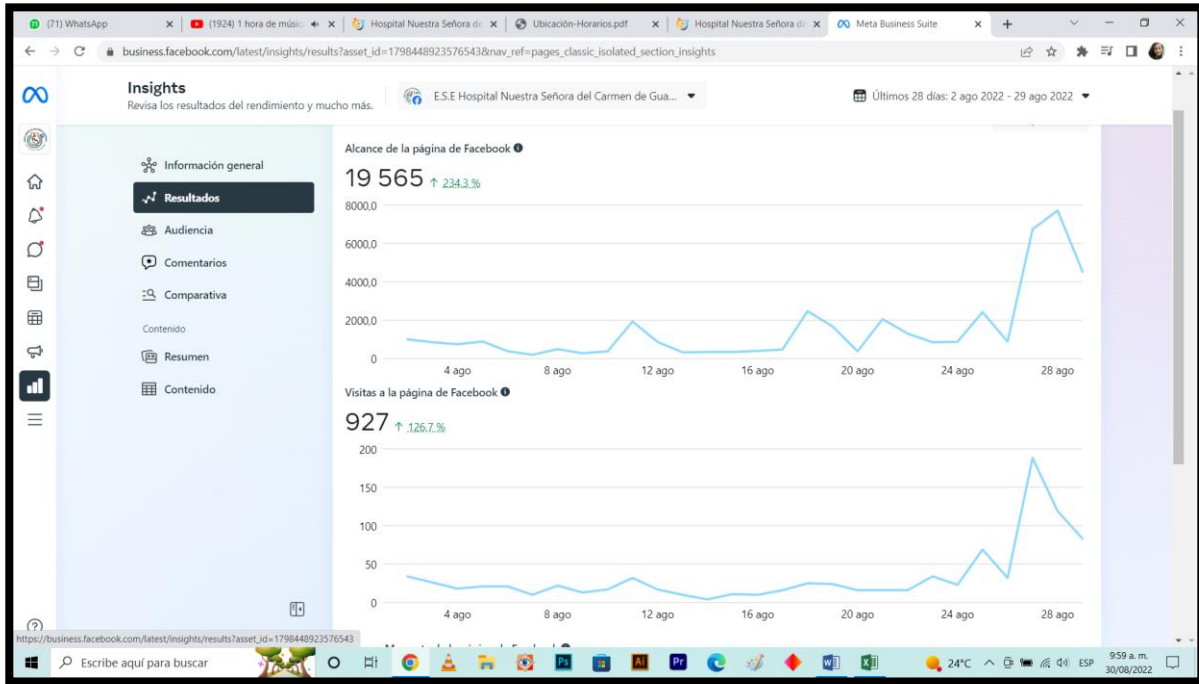 (71) WhatsApp
(1924) 1 hora de músic
Hospital Nuestra Señora de
Ubicación-Horarios.pdf
Hospital Nuestra Señora de
Meta Business Suite
business.facebook.com/latest/insights/results?asset_id=1798448923576543&nav_ref=pages_classic_isolated_section_insights
Insights
Revisa los resultados del rendimiento y mucho más.
E.S.E Hospital Nuestra Señora del Carmen de Gua...
Últimos 28 días: 2 ago 2022 - 29 ago 2022
Información general
Resultados
Audiencia
Comentarios
Comparativa
Contenido
Resumen
Contenido
Alcance de la página de Facebook
19 565 ↑ 234.3 %
8000,0
6000,0
4000,0
2000,0
0
4 ago 8 ago 12 ago 16 ago 20 ago 24 ago 28 ago
Visitas a la página de Facebook
927 ↑ 126.7 %
200
150
100
50
0
4 ago 8 ago 12 ago 16 ago 20 ago 24 ago 28 ago
https://business.facebook.com/latest/insights/results?asset_id=1798448923576543
Escribe aquí para buscar
Ps
Ai
Pr
24°C
ESP
9:59 a. m.
30/08/2022